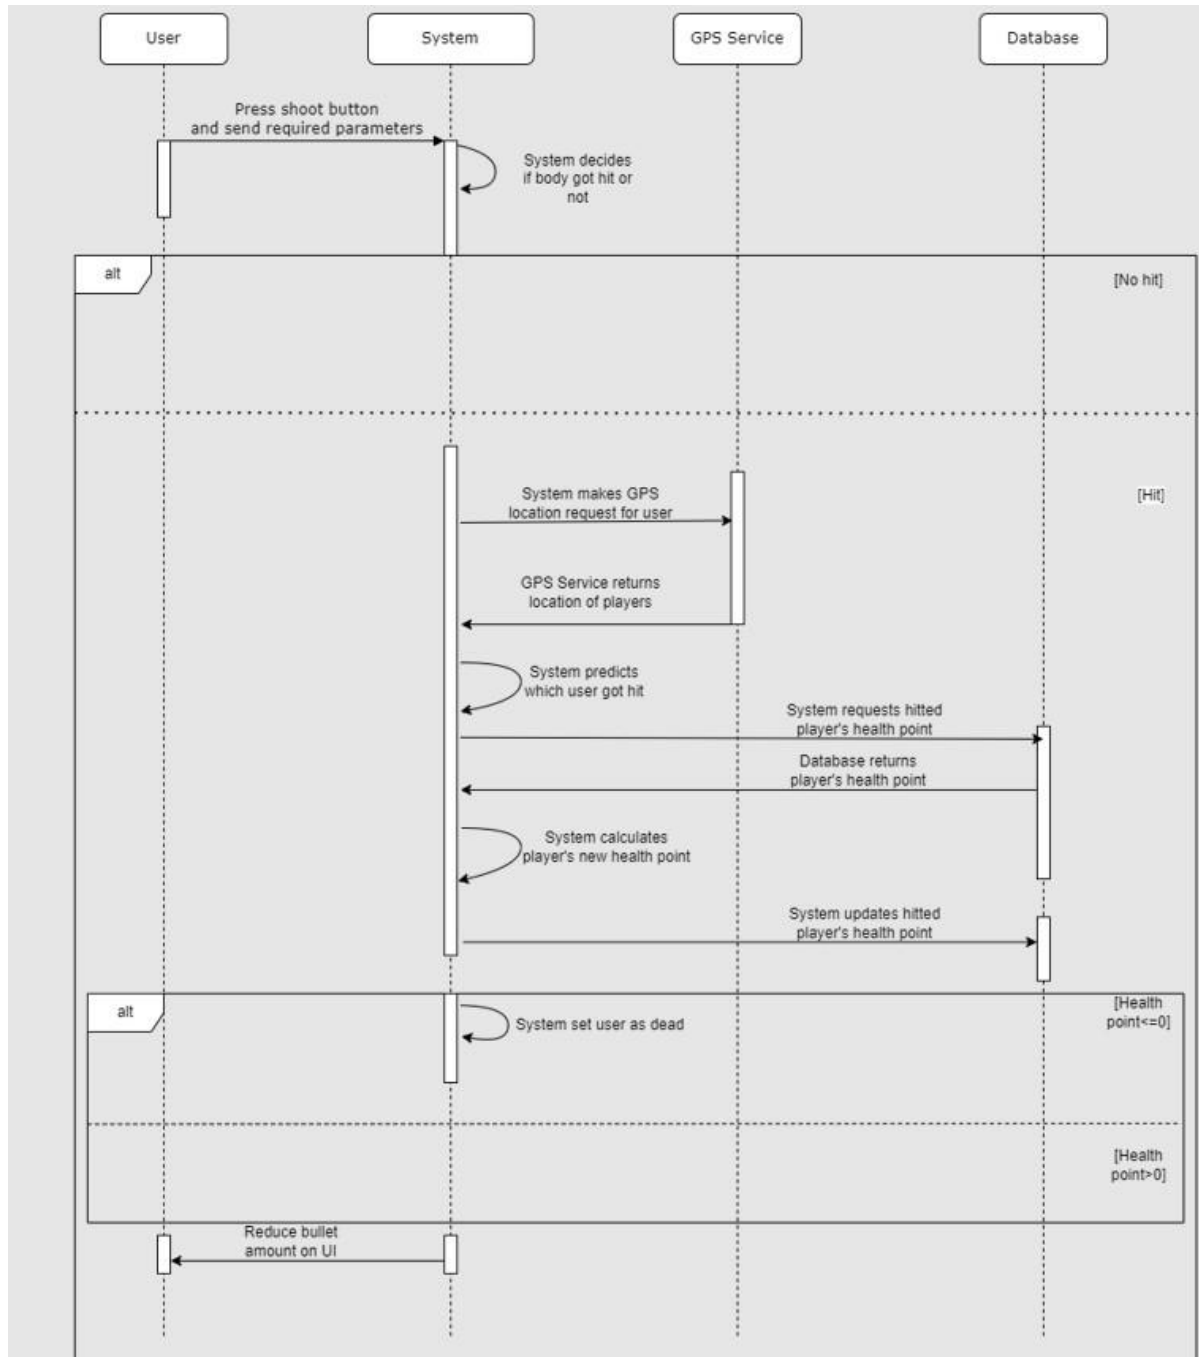 User
System
GPS Service
Database
Press shoot button
and send required parameters
System decides
if body got hit or
not
alt
[No hit]
System makes GPS
location request for user
[Hit]
GPS Service returns
location of players
System predicts
which user got hit
System requests hitted
player's health point
Database returns
player's health point
System calculates
player's new health point
System updates hitted
player's health point
alt
[Health
point<=0]
System set user as dead
[Health
point>0]
Reduce bullet
amount on UI